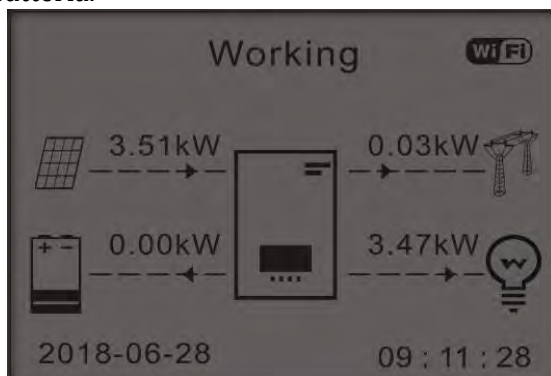 Working
WiFi
3.51kW
0.03kW
+ -
0.00kW
3.47kW
2018-06-28
09 : 11 : 28